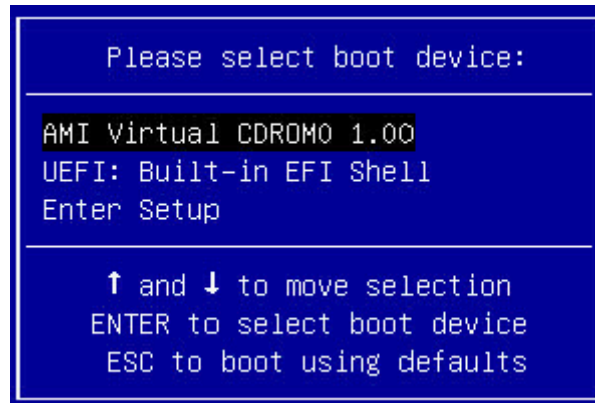 Please select boot device:
AMI Virtual CDROM0 1.00
UEFI: Built-in EFI Shell
Enter Setup
↑ and ↓ to move selection
ENTER to select boot device
ESC to boot using defaults